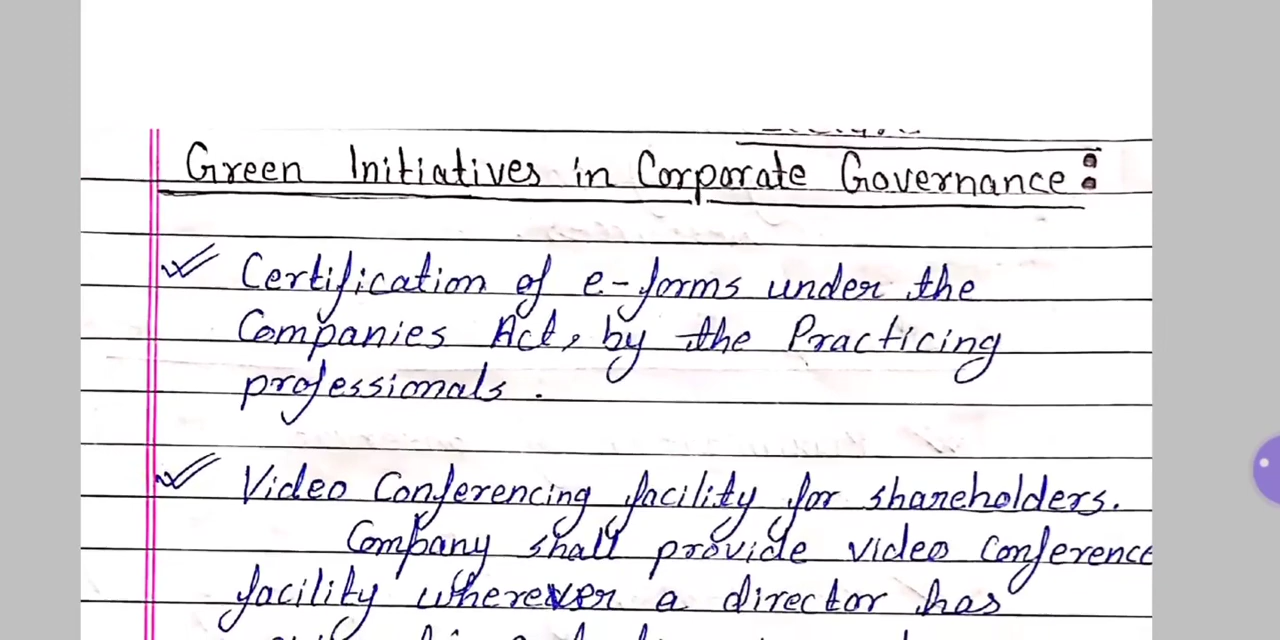 Green Initiatives in Corporate Governance:
Certification of e-forms under the
Companies Act, by the Practicing
professionals.
Video Conferencing facility for shareholders.
Company shall provide video conference
facility wherever a director has